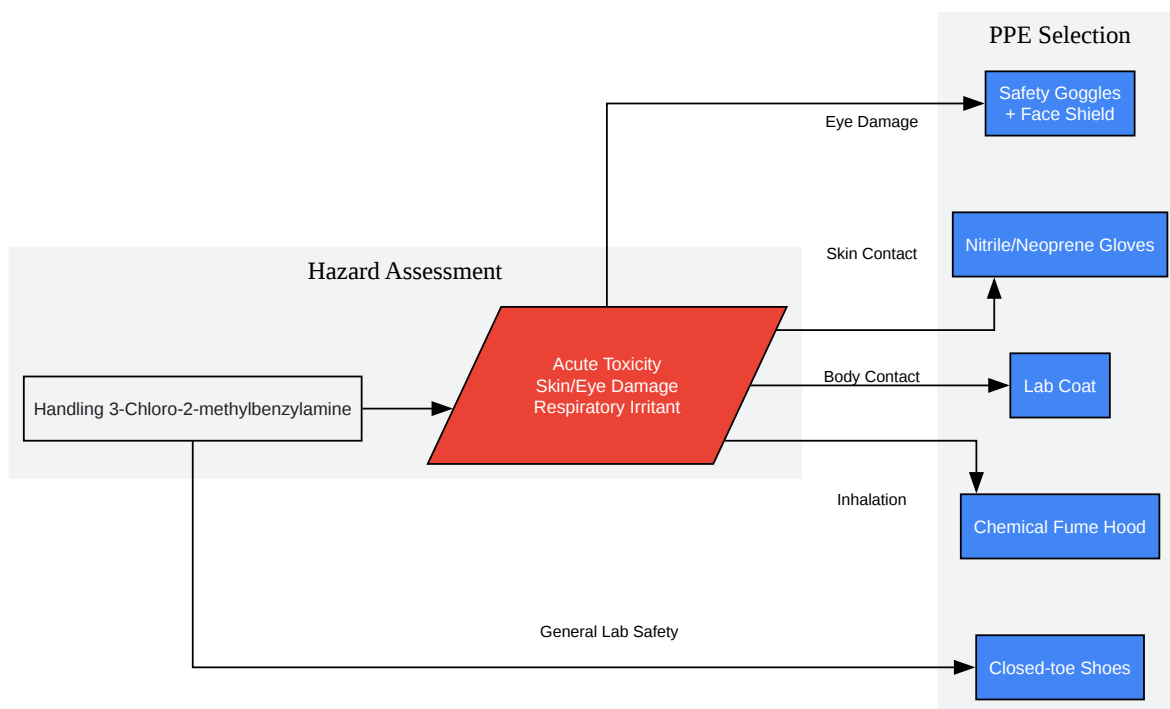 PPE Selection
Safety Goggles
+ Face Shield
Eye Damage
Nitrile/Neoprene Gloves
Skin Contact
Hazard Assessment
Acute Toxicity
Skin/Eye Damage
Respiratory Irritant
Body Contact
Lab Coat
Handling 3-Chloro-2-methylbenzylamine
Inhalation
Chemical Fume Hood
General Lab Safety
Closed-toe Shoes